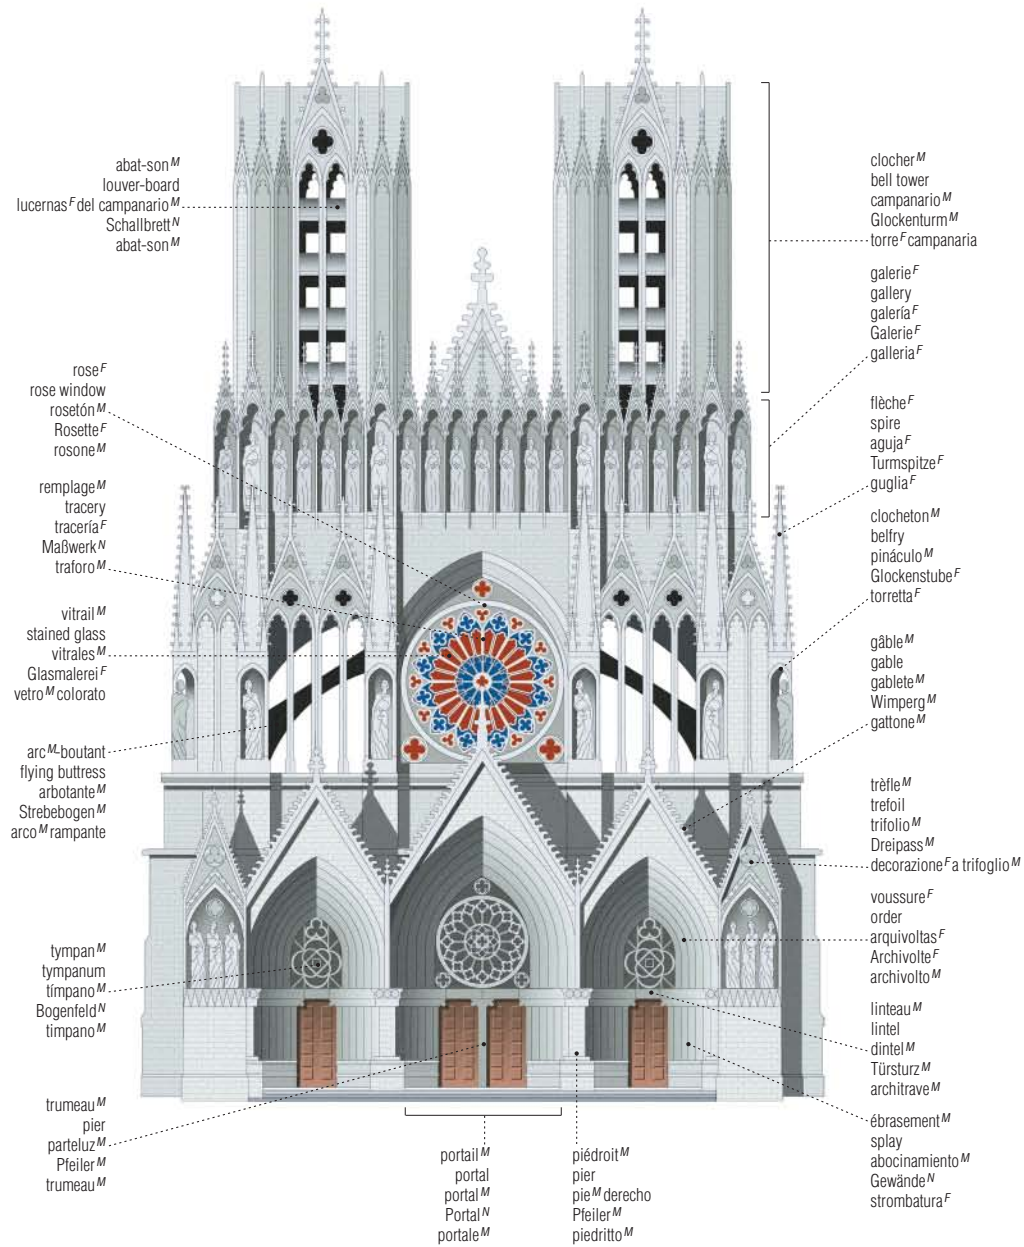 abat-son M
louver-board
lucernas F del campanario M
Schallbrett N
abat-son M
rose F
rose window
rosetón M
Rosette F
rosone M
remplage M
tracery
tracería F
Maßwerk N
traforo M
vitrail M
stained glass
vitrales M
Glasmalerei F
vetro M colorato
arc M-boutant
flying buttress
arbotante M
Strebebogen M
arco M rampante
tympan M
tympanum
tímpano M
Bogenfeld N
timpano M
trumeau M
pier
parteluz M
Pfeiler M
trumeau M
portail M
portal
portal M
Portal N
portale M
piédroit M
pier
pie M derecho
Pfeiler M
piedritto M
clocher M
bell tower
campanario M
Glockenturm M
torre F campanaria
galerie F
gallery
galería F
Galerie F
galleria F
flèche F
spire
aguja F
Turmspitze F
guglia F
clocheton M
belfry
pináculo M
Glockenstube F
torretta F
gâble M
gable
gablete M
Wimperg M
gattone M
trèfle M
trefoil
trifolio M
Dreipass M
decorazione F a trifoglio M
voussure F
order
arquivoltas F
Archivolte F
archivolto M
linteau M
lintel
dintel M
Türsturz M
architrave M
ébrasement M
splay
abocinamiento M
Gewände N
strombatura F